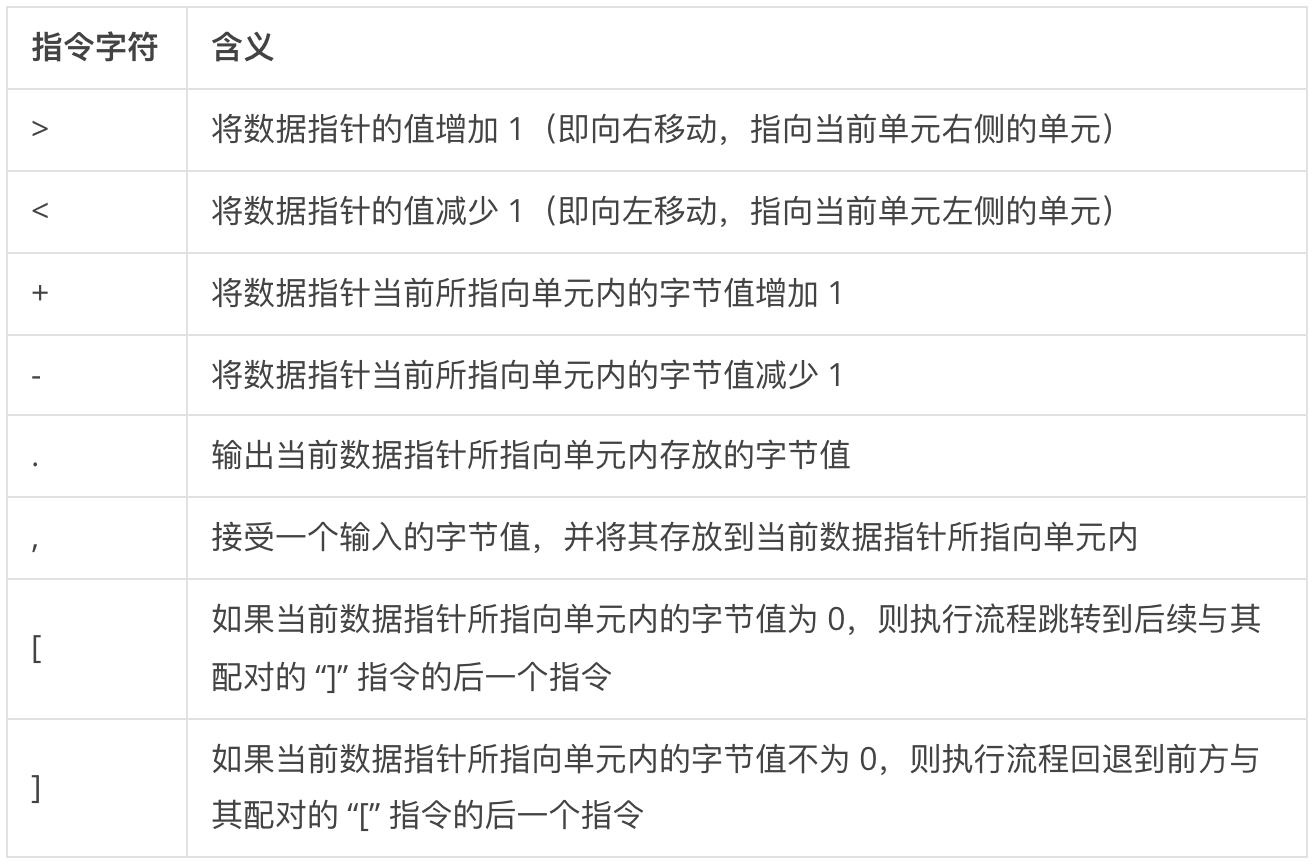 指令字符 含义
> 将数据指针的值增加 1（即向右移动，指向当前单元右侧的单元）
< 将数据指针的值减少 1（即向左移动，指向当前单元左侧的单元）
+ 将数据指针当前所指向单元内的字节值增加 1
- 将数据指针当前所指向单元内的字节值减少 1
. 输出当前数据指针所指向单元内存放的字节值
, 接受一个输入的字节值，并将其存放到当前数据指针所指向单元内
[ 如果当前数据指针所指向单元内的字节值为 0，则执行流程跳转到后续与其
配对的 “]” 指令的后一个指令
] 如果当前数据指针所指向单元内的字节值不为 0，则执行流程回退到前方与
其配对的 “[” 指令的后一个指令